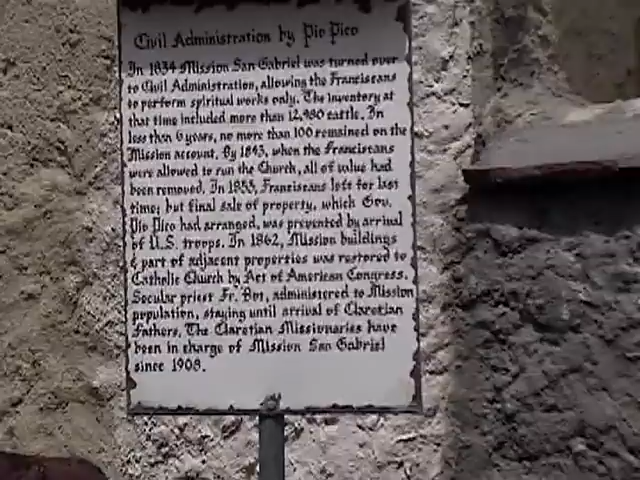 Civil Administration by Pio Pico
In 1834 Mission San Gabriel was turned over
to Civil Administration, allowing the Franciscans
to perform spiritual works only. The inventory at
that time included more than 12,980 cattle. In
less than 6 years, no more than 100 remained on the
Mission account. By 1843, when the Franciscans
were allowed to run the Church, all of value had
been removed. In 1853, Franciscans left for last
time; but final sale of property, which Gov.
Pio Pico had arranged, was prevented by arrival
of U.S. troops. In 1862, Mission buildings
& part of adjacent properties was restored to
Catholic Church by Act of American Congress.
Secular priest Fr. Bot, administered to Mission
population, staying until arrival of Claretian
Fathers. The Claretian Missionaries have
been in charge of Mission San Gabriel
since 1908.